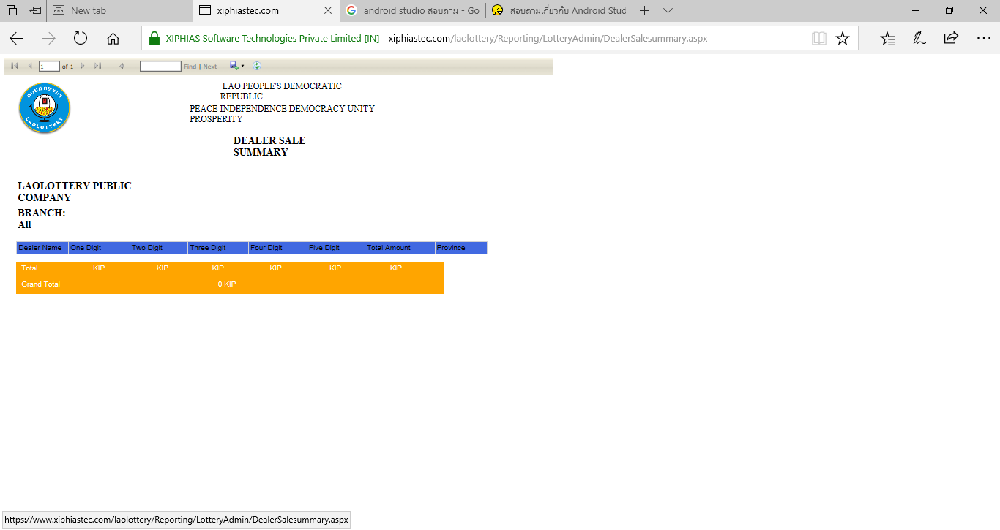 New tab
xiphiastec.com
android studio สอบถาม - Go
สอบถามเกี่ยวกับ Android Stud
XIPHIAS Software Technologies Private Limited [IN]
xiphiastec.com/laolottery/Reporting/LotteryAdmin/DealerSalesummary.aspx
1 of 1 Find | Next
LAOLOTTERY
LAO PEOPLE'S DEMOCRATIC
REPUBLIC
PEACE INDEPENDENCE DEMOCRACY UNITY
PROSPERITY
DEALER SALE
SUMMARY
LAOLOTTERY PUBLIC
COMPANY
BRANCH:
All
Dealer Name One Digit Two Digit Three Digit Four Digit Five Digit Total Amount Province
Total KIP KIP KIP KIP KIP KIP
Grand Total 0 KIP
https://www.xiphiastec.com/laolottery/Reporting/LotteryAdmin/DealerSalesummary.aspx